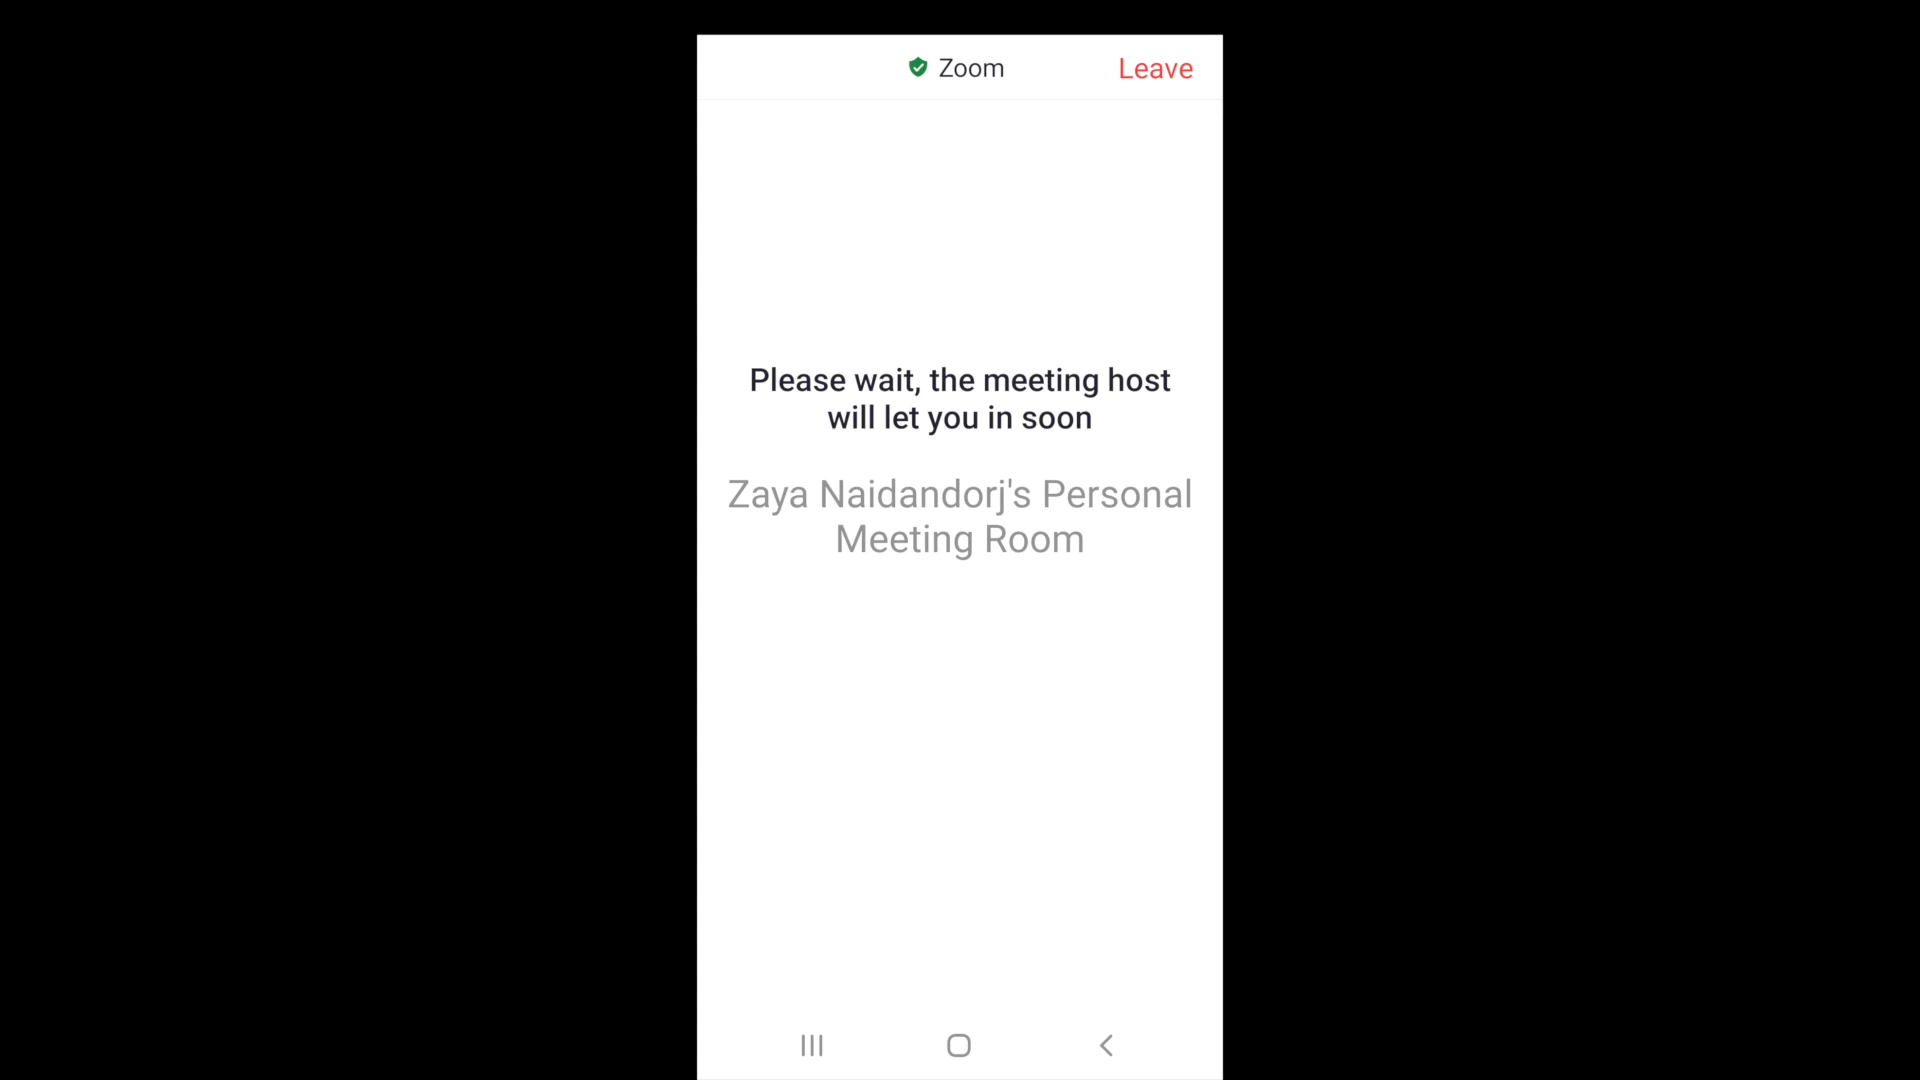 Zoom
Leave
Please wait, the meeting host
will let you in soon
Zaya Naidandorj's Personal
Meeting Room